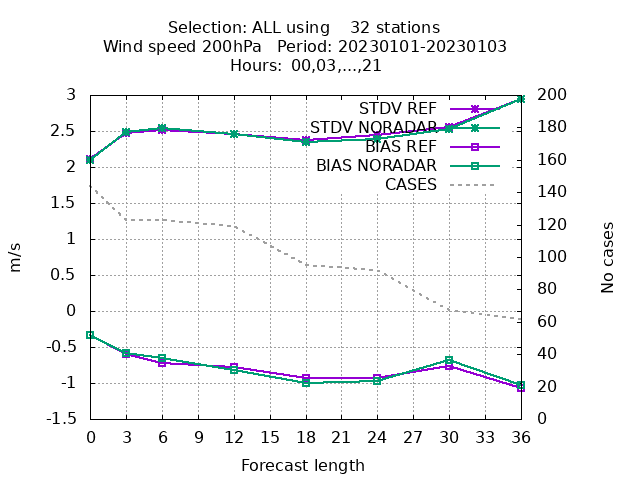 Selection: ALL using    32 stations
Wind speed 200hPa   Period: 20230101-20230103
Hours:  00,03,...,21
STDV REF
STDV NORADAR
BIAS REF
BIAS NORADAR
CASES
m/s
3
2.5
2
1.5
1
0.5
0
-0.5
-1
-1.5
200
180
160
140
120
100
80
60
40
20
0
No cases
0 3 6 9 12 15 18 21 24 27 30 33 36
Forecast length